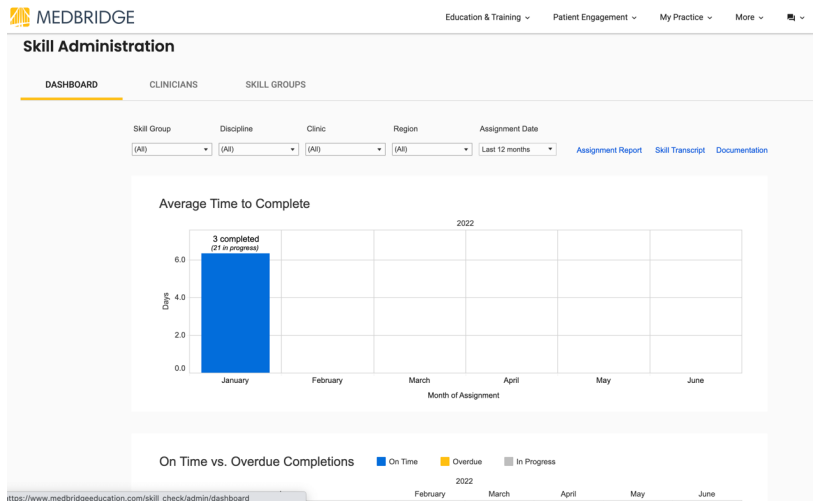 MEDBRIDGE
Education & Training
Patient Engagement
My Practice
More
Skill Administration
DASHBOARD
CLINICIANS
SKILL GROUPS
Skill Group
Discipline
Clinic
Region
Assignment Date
(All)
(All)
(All)
(All)
Last 12 months
Assignment Report
Skill Transcript
Documentation
Average Time to Complete
2022
3 completed
(21 in progress)
6.0
4.0
2.0
0.0
Days
January
February
March
April
May
June
Month of Assignment
On Time vs. Overdue Completions
On Time
Overdue
In Progress
2022
February
March
April
May
June
https://www.medbridgeeducation.com/skill_check/admin/dashboard